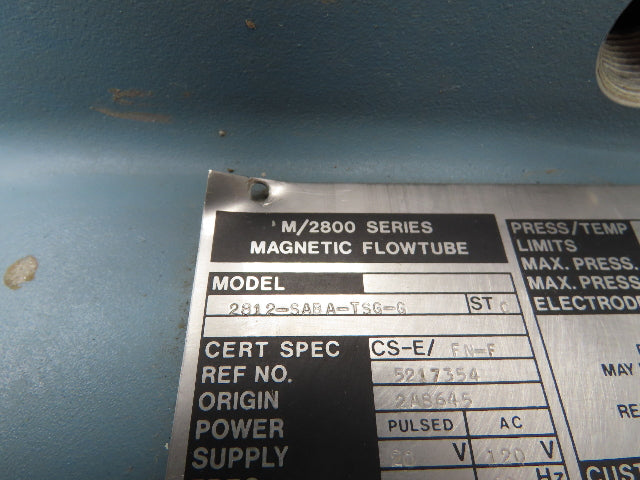 M/2800 SERIES
MAGNETIC FLOWTUBE
MODEL
2812-SABA-TSG-G ST C
CERT SPEC CS-E/ FN-F
REF NO. 5217354
ORIGIN 2A8645
POWER PULSED AC
SUPPLY V 120 V
Hz
PRESS/TEMP
LIMITS
MAX. PRESS.
MAX. PRESS.
ELECTROD
MAY
RE
CUST